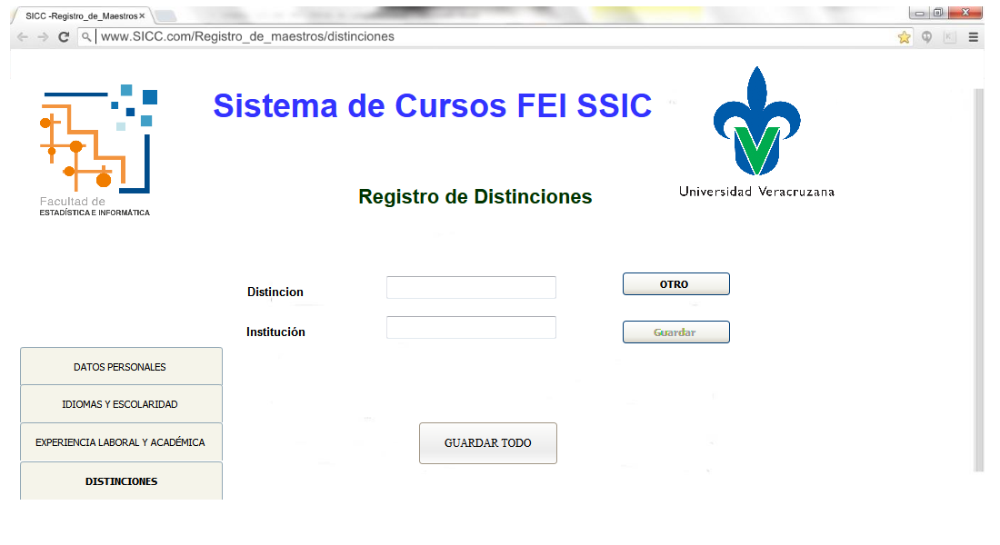 SICC -Registro_de_Maestros
www.SICC.com/Registro_de_maestros/distinciones
Sistema de Cursos FEI SSIC
Facultad de
ESTADÍSTICA E INFORMÁTICA
Universidad Veracruzana
Registro de Distinciones
Distincion
OTRO
Institución
Guardar
DATOS PERSONALES
IDIOMAS Y ESCOLARIDAD
EXPERIENCIA LABORAL Y ACADÉMICA
DISTINCIONES
GUARDAR TODO